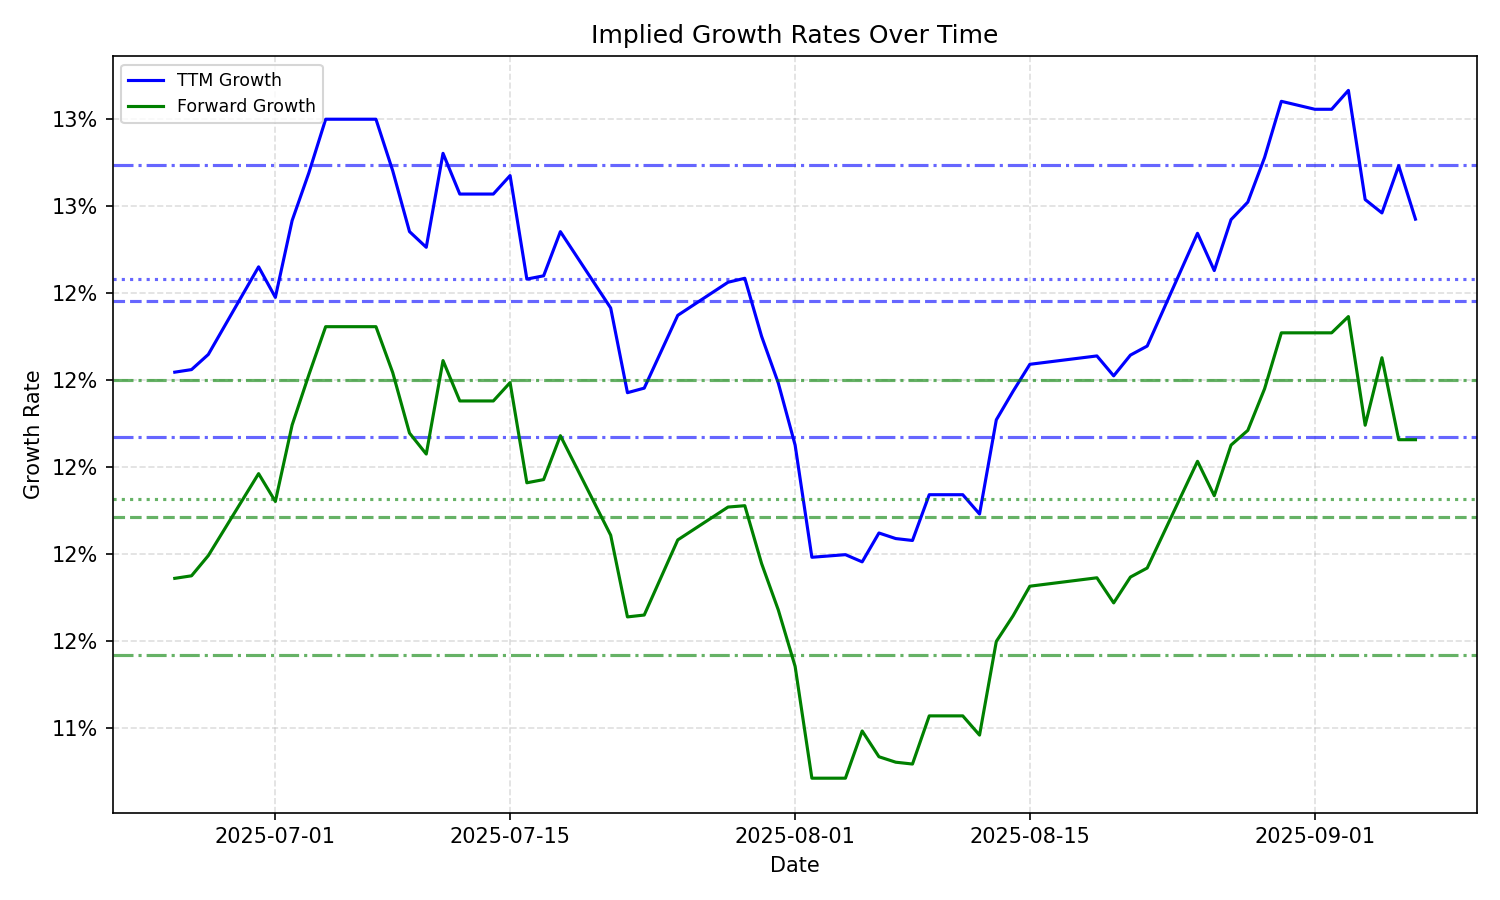 Implied Growth Rates Over Time
TTM Growth
Forward Growth
13%
13%
12%
12%
12%
12%
12%
11%
Growth Rate
2025-07-01
2025-07-15
2025-08-01
2025-08-15
2025-09-01
Date